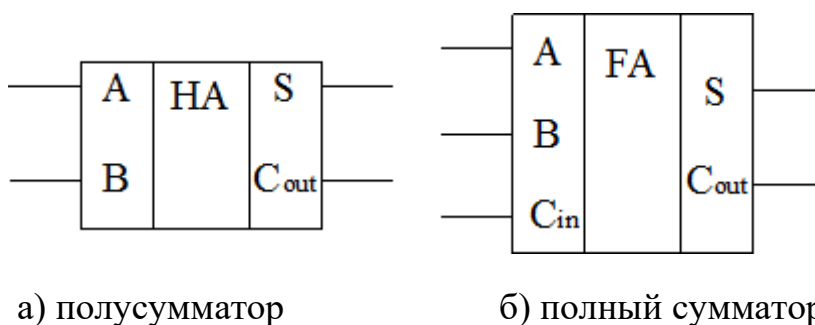 A HA S
B Cout
A FA S
B
Cin Cout
а) полусумматор
б) полный сумматор